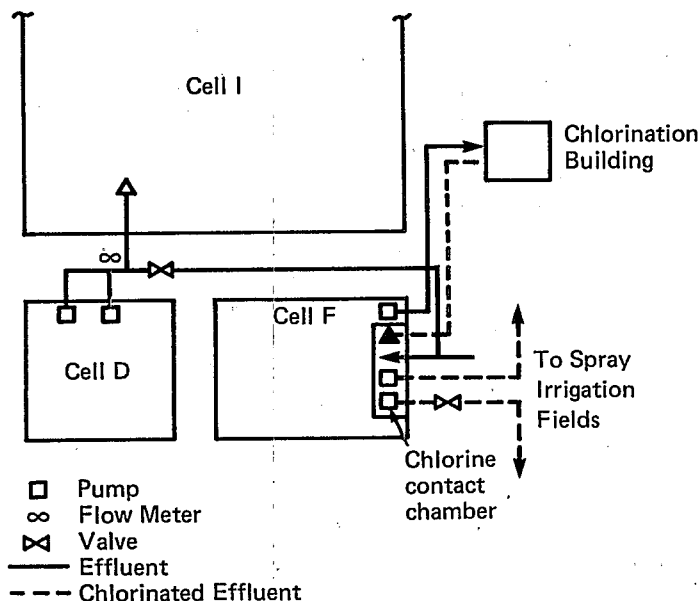 Cell I
Chlorination
Building
Cell F
Cell D
To Spray
Irrigation
Fields
Chlorine
contact
chamber
Pump
Flow Meter
Valve
Effluent
Chlorinated Effluent